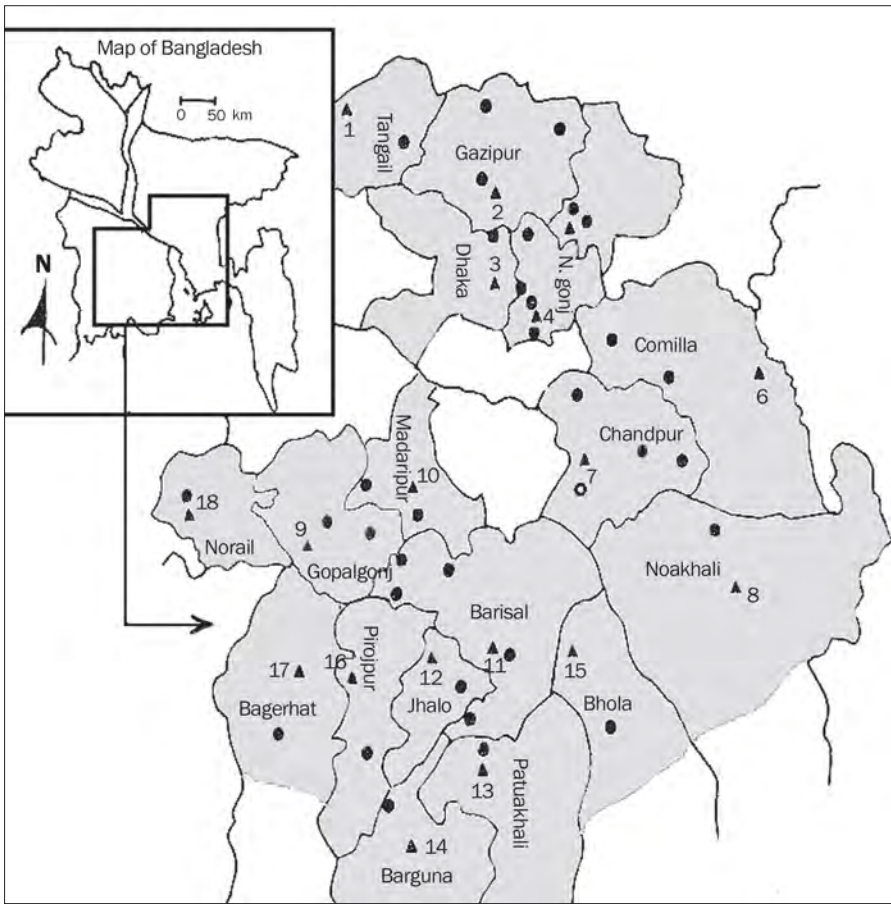 Map of Bangladesh
0 50 km
N
1
Tangail
Gazipur
2
Dhaka
3
N. gonj
4
Comilla
6
Madaripur
10
Chandpur
7
18
Norail
9
Gopalgonj
Noakhali
8
Barisal
11
Pirojpur
16
17
Bagerhat
12
Jhalo
15
Bhola
Patuakhali
13
14
Barguna